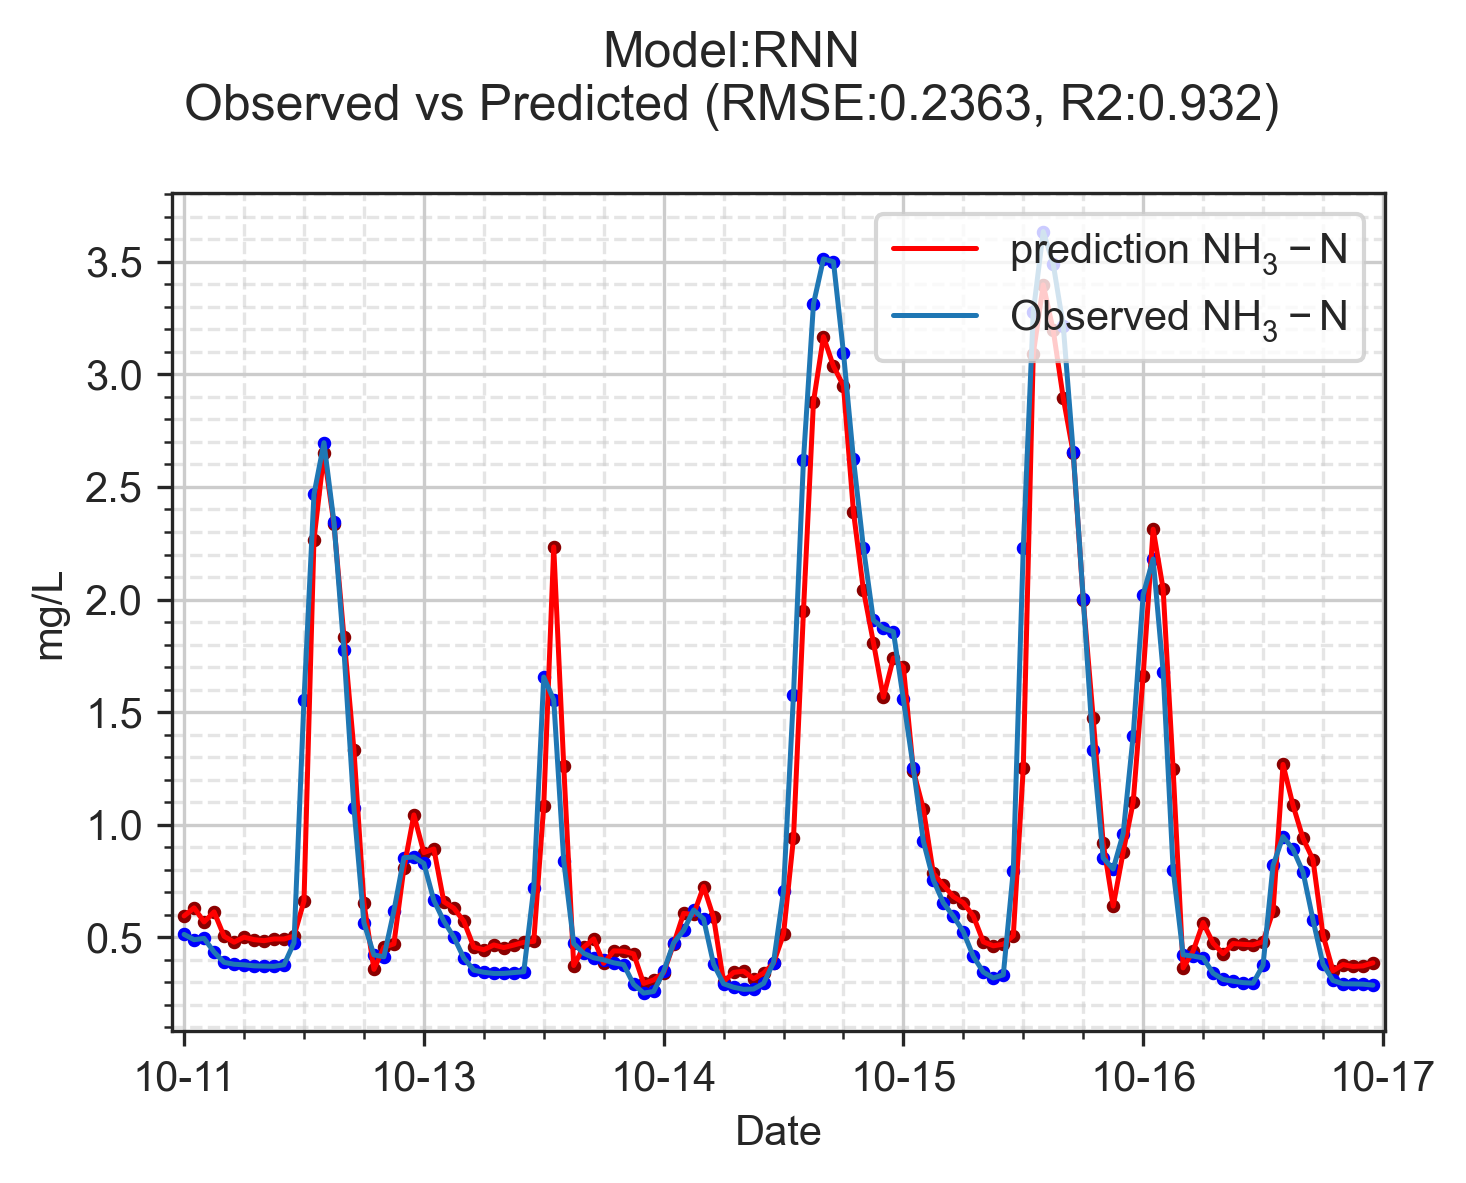 Model:RNN
Observed vs Predicted (RMSE:0.2363, R2:0.932)
prediction NH₃ − N
Observed NH₃ − N
3.5
3.0
2.5
2.0
1.5
1.0
0.5
mg/L
10-11 10-13 10-14 10-15 10-16 10-17
Date